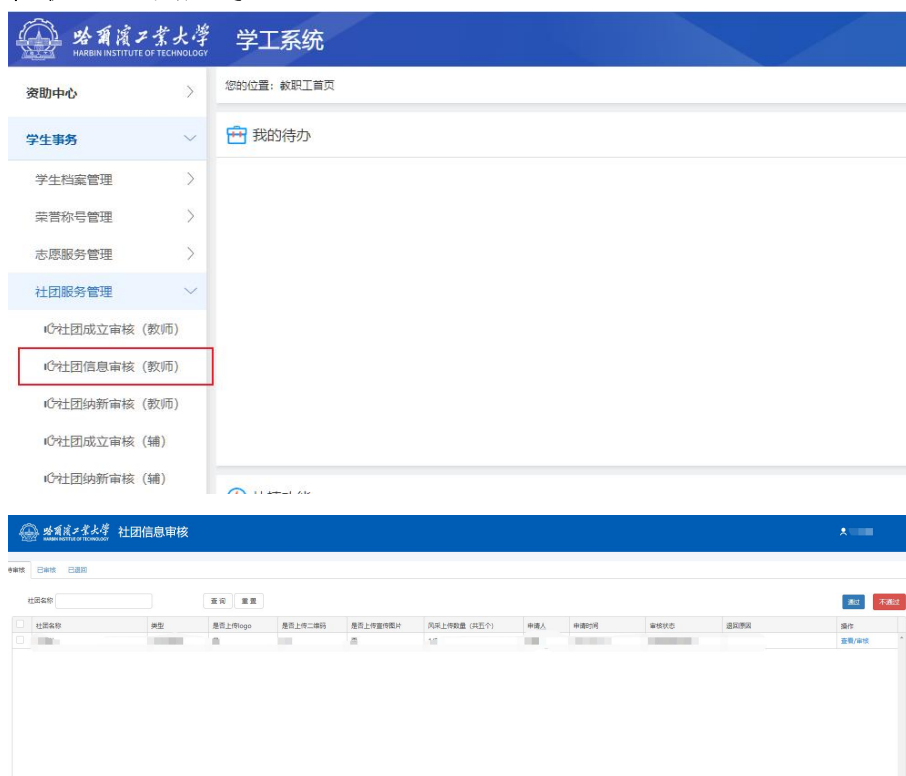 哈爾濱工業大學 学工系统
HARBIN INSTITUTE OF TECHNOLOGY
资助中心
您的位置：教职工首页
学生事务
我的待办
学生档案管理
荣誉称号管理
志愿服务管理
社团服务管理
社团成立审核（教师）
社团信息审核（教师）
社团纳新审核（教师）
社团成立审核（辅）
社团纳新审核（辅）
哈爾濱工業大學 社团信息审核
HARBIN INSTITUTE OF TECHNOLOGY
待审核 已审核 已退回
社团名称 查询 重置 通过 不通过
社团名称 类型 是否上传logo 是否上传二维码 是否上传宣传图片 风采上传数量（共五个） 申请人 申请时间 审核状态 退回原因 操作
查看/审核